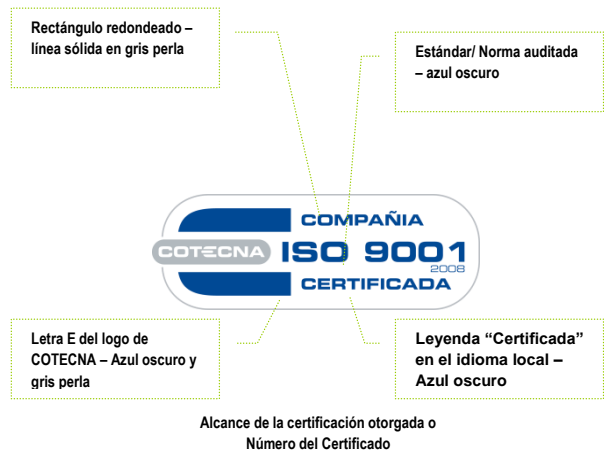 Rectángulo redondeado –
línea sólida en gris perla
Estándar/ Norma auditada
– azul oscuro
COMPAÑIA
COTECNA
ISO 9001
2008
CERTIFICADA
Letra E del logo de
COTECNA – Azul oscuro y
gris perla
Leyenda “Certificada”
en el idioma local –
Azul oscuro
Alcance de la certificación otorgada o
Número del Certificado